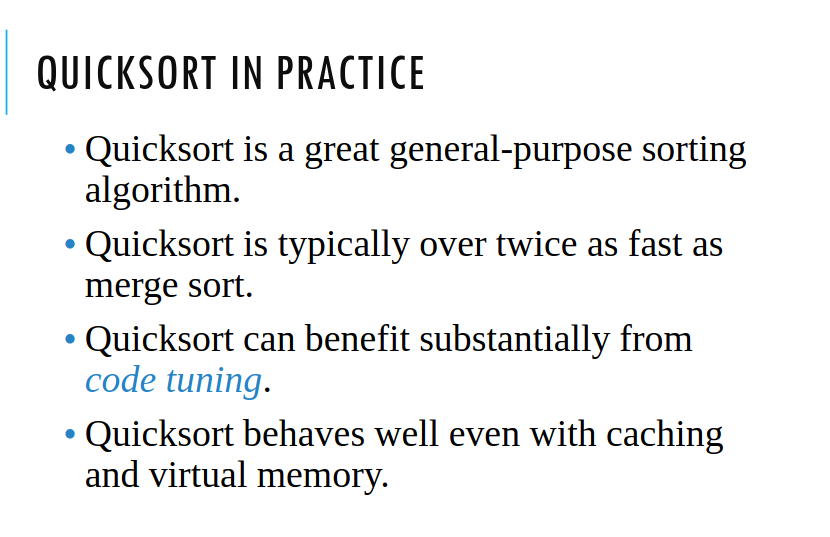 QUICKSORT IN PRACTICE
• Quicksort is a great general-purpose sorting
algorithm.
• Quicksort is typically over twice as fast as
merge sort.
• Quicksort can benefit substantially from
code tuning.
• Quicksort behaves well even with caching
and virtual memory.